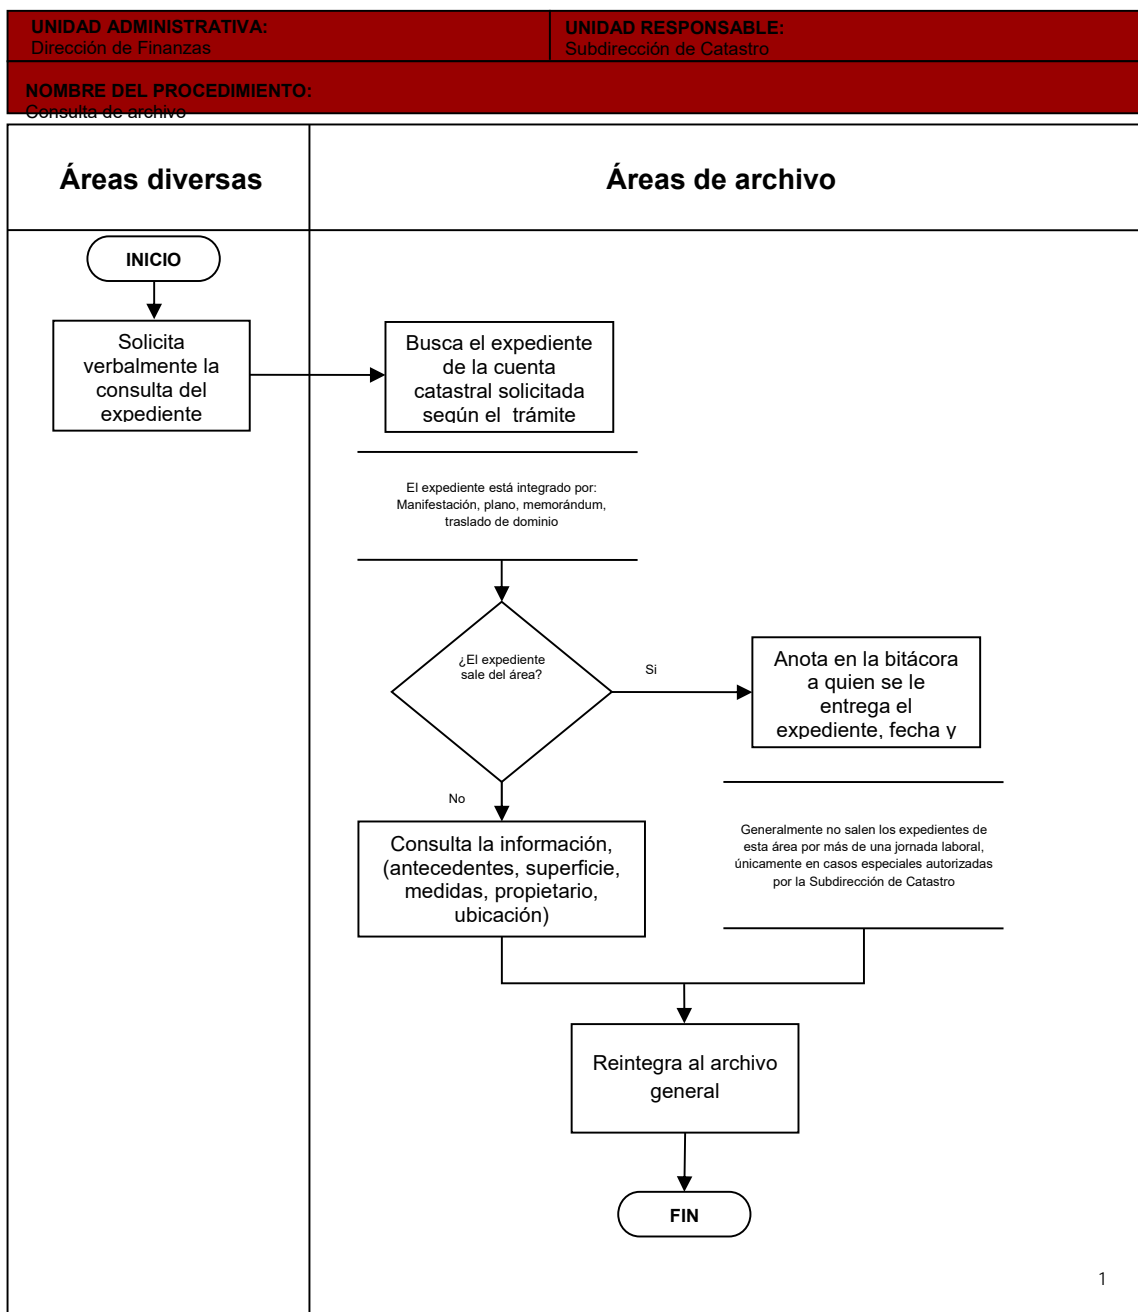 UNIDAD ADMINISTRATIVA:
Dirección de Finanzas
UNIDAD RESPONSABLE:
Subdirección de Catastro
NOMBRE DEL PROCEDIMIENTO:
Consulta de archivo
Áreas diversas
Áreas de archivo
INICIO
Solicita
verbalmente la
consulta del
expediente
Busca el expediente
de la cuenta
catastral solicitada
según el trámite
El expediente está integrado por:
Manifestación, plano, memorándum,
traslado de dominio
¿El expediente
sale del área?
Si
Anota en la bitácora
a quien se le
entrega el
expediente, fecha y
No
Consulta la información,
(antecedentes, superficie,
medidas, propietario,
ubicación)
Generalmente no salen los expedientes de
esta área por más de una jornada laboral,
únicamente en casos especiales autorizadas
por la Subdirección de Catastro
Reintegra al archivo
general
FIN
1